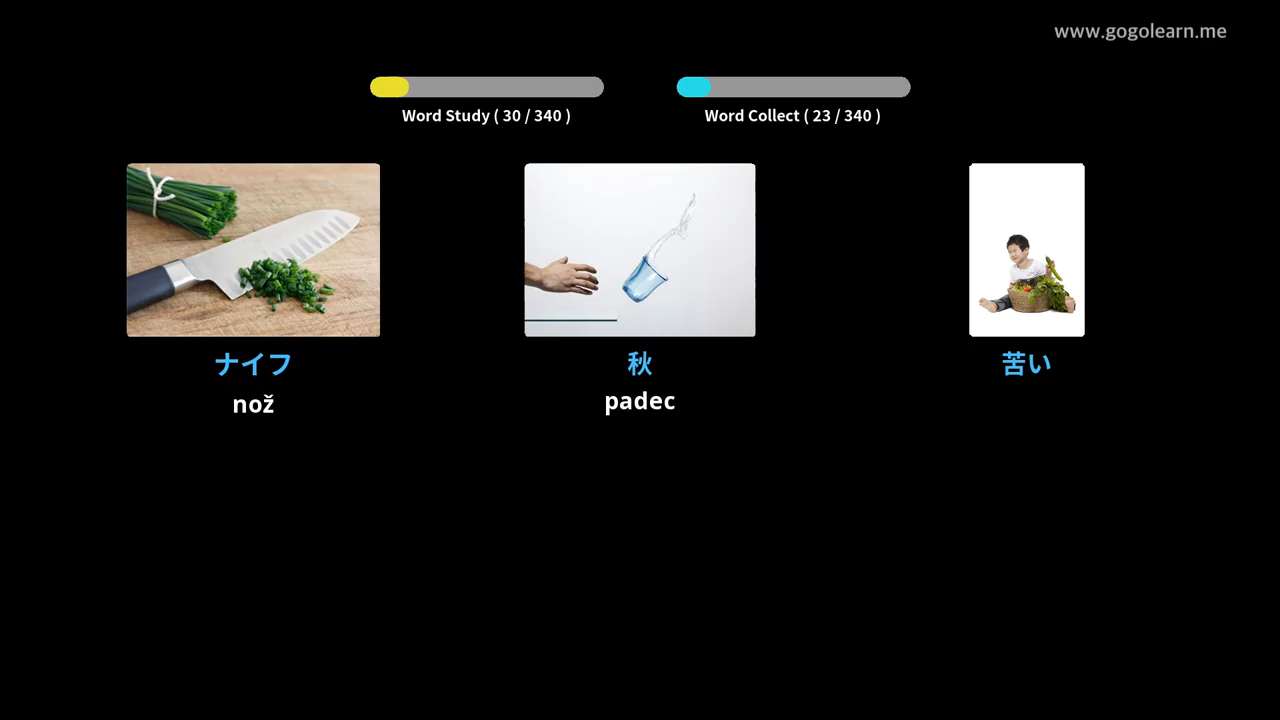 www.gogolearn.me
Word Study ( 30 / 340 )
Word Collect ( 23 / 340 )
ナイフ
nož
秋
padec
苦い